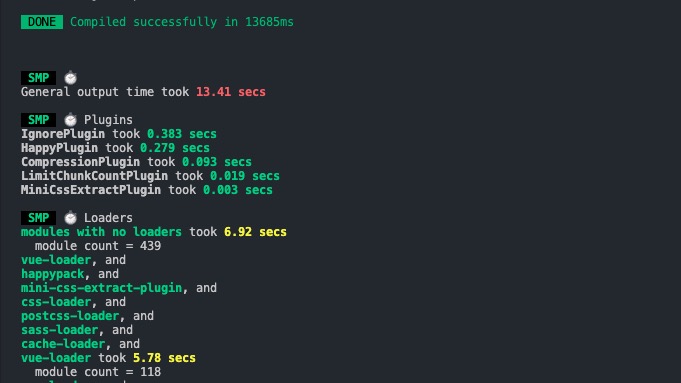 DONE Compiled successfully in 13685ms
SMP ⏱
General output time took 13.41 secs
SMP ⏱ Plugins
IgnorePlugin took 0.383 secs
HappyPlugin took 0.279 secs
CompressionPlugin took 0.093 secs
LimitChunkCountPlugin took 0.019 secs
MiniCssExtractPlugin took 0.003 secs
SMP ⏱ Loaders
modules with no loaders took 6.92 secs
module count = 439
vue-loader, and
happypack, and
mini-css-extract-plugin, and
css-loader, and
postcss-loader, and
sass-loader, and
cache-loader, and
vue-loader took 5.78 secs
module count = 118